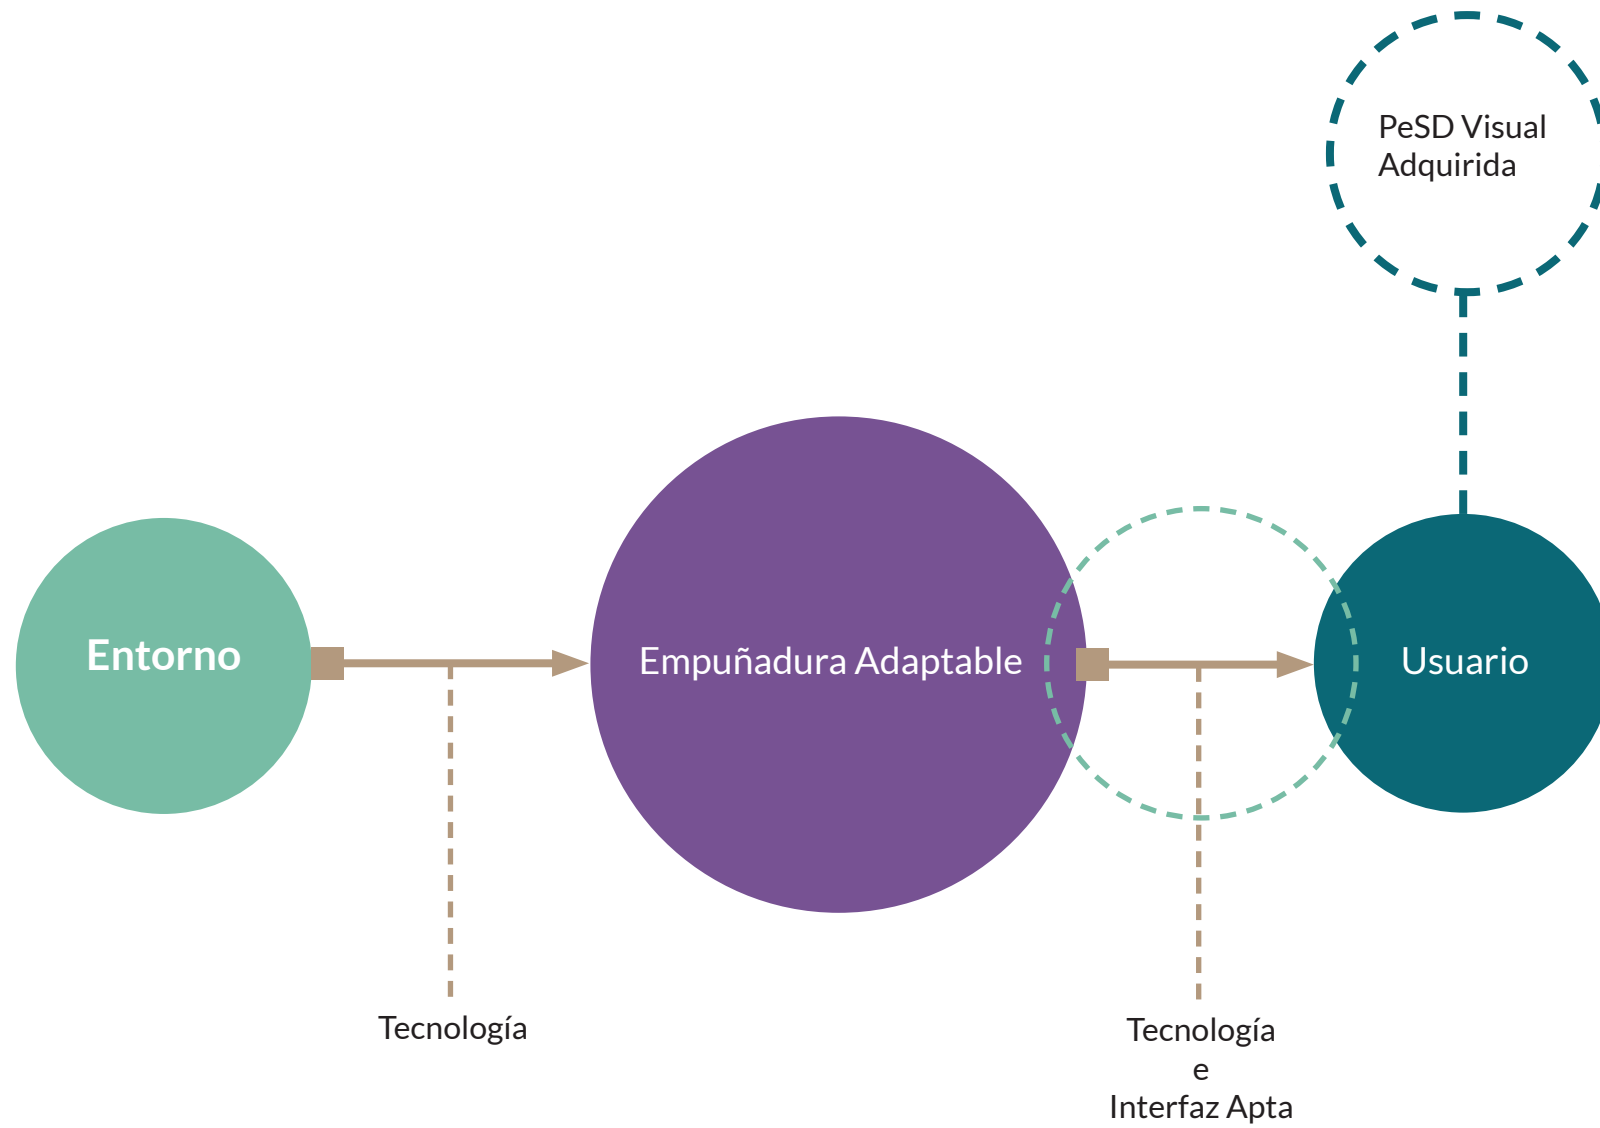 PeSD Visual
Adquirida
Entorno
Empuñadura Adaptable
Usuario
Tecnología
Tecnología
e
Interfaz Apta